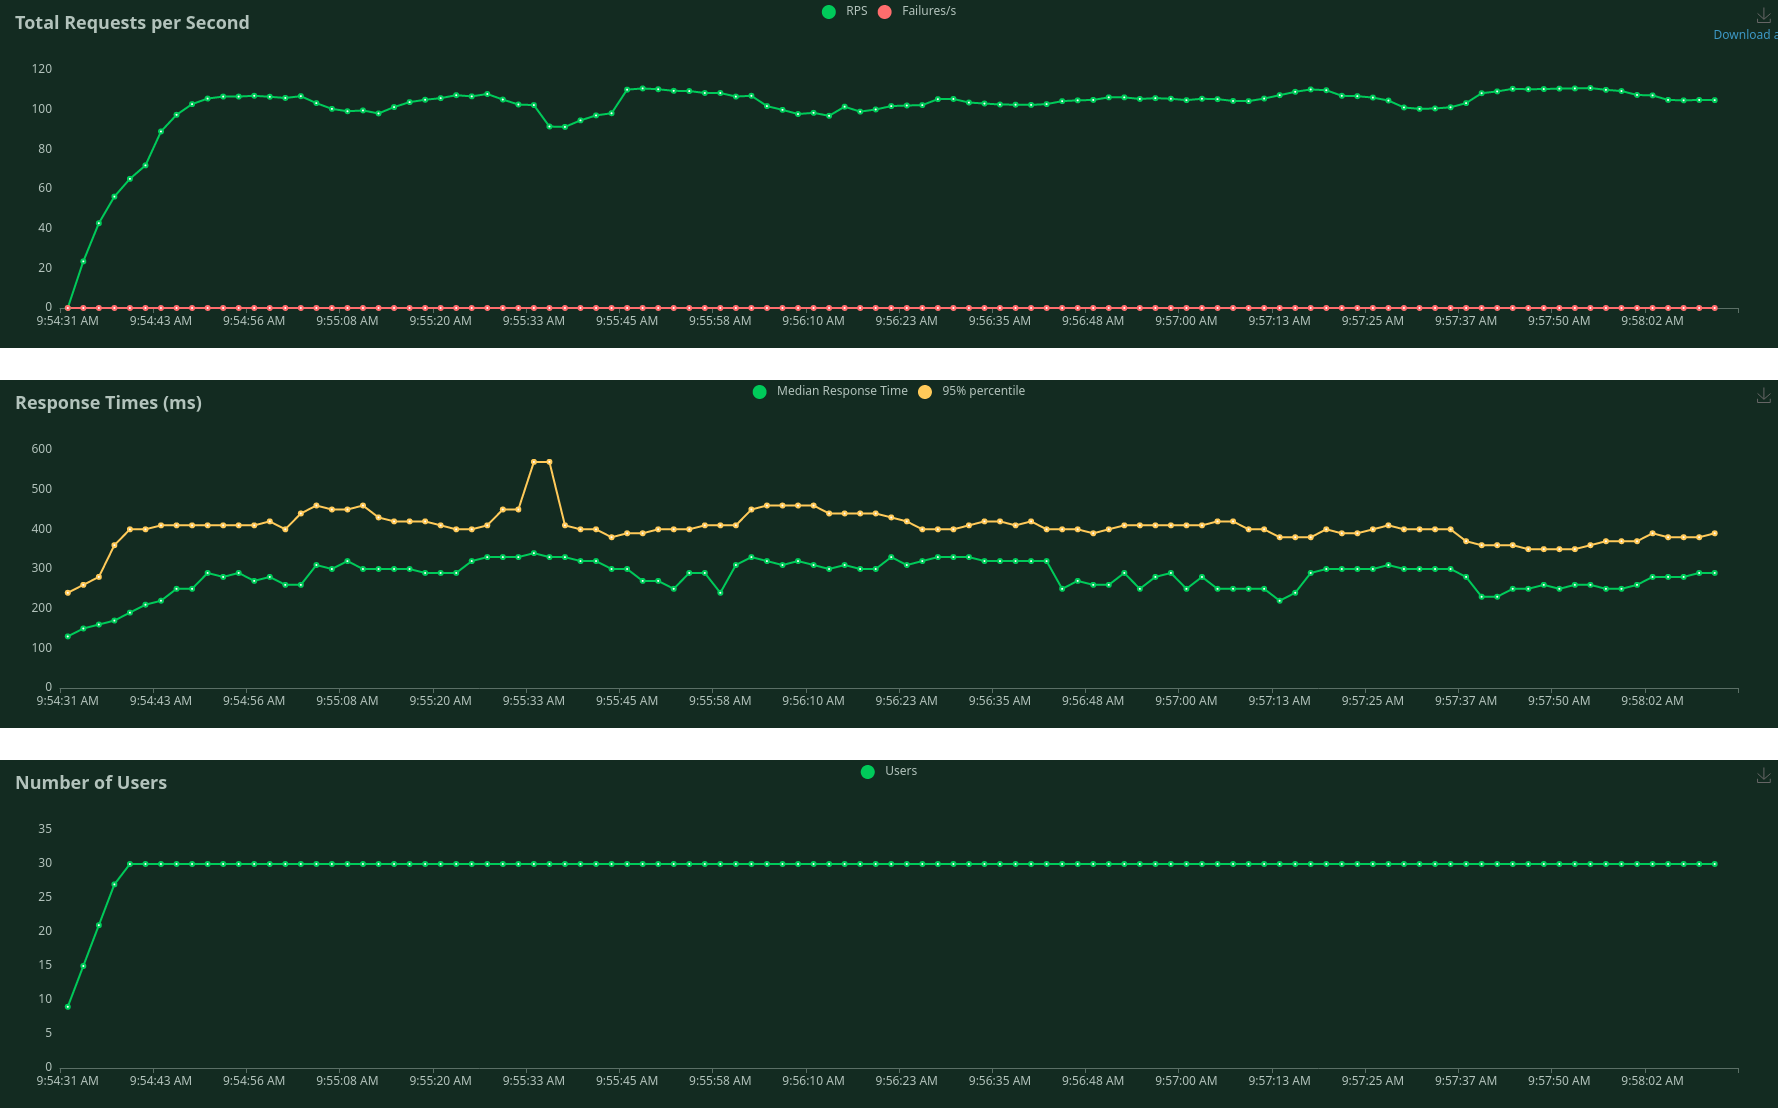 Total Requests per Second
RPS Failures/s
Download a
120
100
80
60
40
20
0
9:54:31 AM 9:54:43 AM 9:54:56 AM 9:55:08 AM 9:55:20 AM 9:55:33 AM 9:55:45 AM 9:55:58 AM 9:56:10 AM 9:56:23 AM 9:56:35 AM 9:56:48 AM 9:57:00 AM 9:57:13 AM 9:57:25 AM 9:57:37 AM 9:57:50 AM 9:58:02 AM
Response Times (ms)
Median Response Time 95% percentile
600
500
400
300
200
100
0
9:54:31 AM 9:54:43 AM 9:54:56 AM 9:55:08 AM 9:55:20 AM 9:55:33 AM 9:55:45 AM 9:55:58 AM 9:56:10 AM 9:56:23 AM 9:56:35 AM 9:56:48 AM 9:57:00 AM 9:57:13 AM 9:57:25 AM 9:57:37 AM 9:57:50 AM 9:58:02 AM
Number of Users
Users
35
30
25
20
15
10
5
0
9:54:31 AM 9:54:43 AM 9:54:56 AM 9:55:08 AM 9:55:20 AM 9:55:33 AM 9:55:45 AM 9:55:58 AM 9:56:10 AM 9:56:23 AM 9:56:35 AM 9:56:48 AM 9:57:00 AM 9:57:13 AM 9:57:25 AM 9:57:37 AM 9:57:50 AM 9:58:02 AM